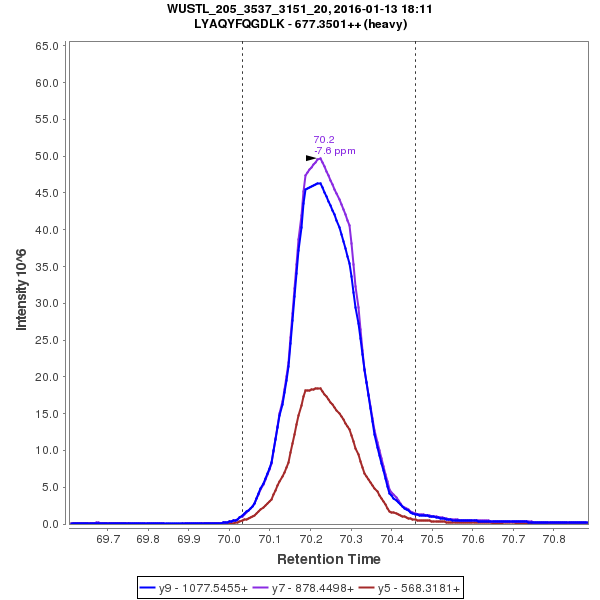 WUSTL_205_3537_3151_20, 2016-01-13 18:11
LYAQYFQGDLK - 677.3501++ (heavy)
65.0
60.0
55.0
50.0
45.0
40.0
35.0
30.0
25.0
20.0
15.0
10.0
5.0
0.0
Intensity 10^6
70.2
-7.6 ppm
69.7 69.8 69.9 70.0 70.1 70.2 70.3 70.4 70.5 70.6 70.7 70.8
Retention Time
y9 - 1077.5455+ y7 - 878.4498+ y5 - 568.3181+